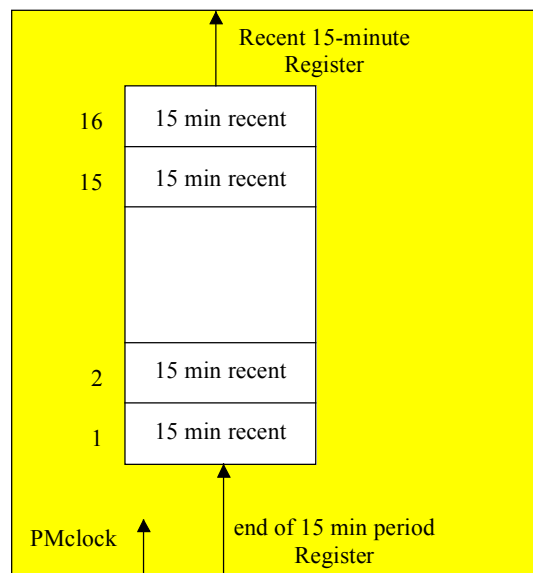 Recent 15-minute
Register
16
15 min recent
15
15 min recent
2
15 min recent
1
15 min recent
PMclock
end of 15 min period
Register